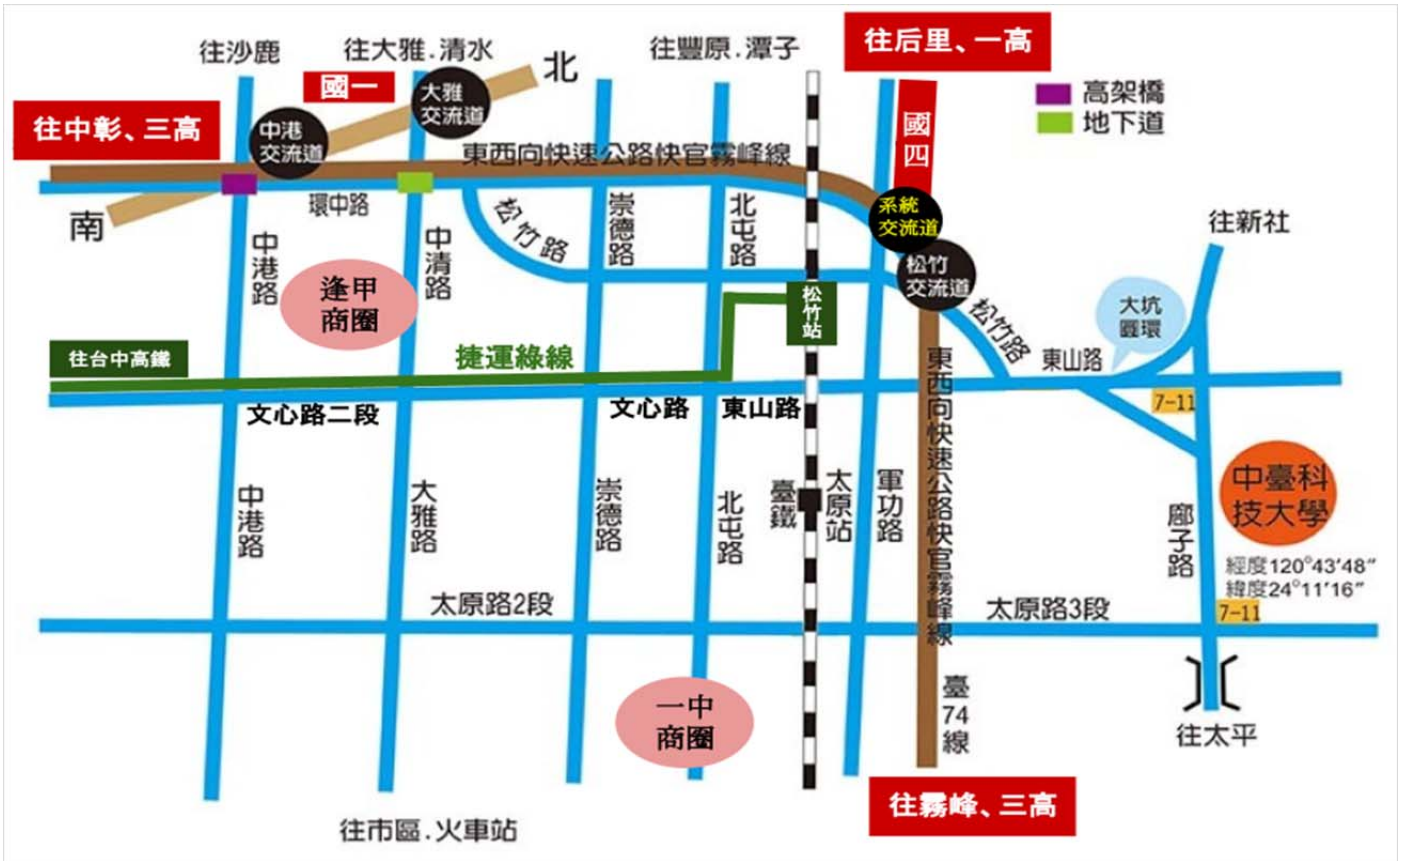 往后里、一高
往沙鹿
往大雅.清水
往豐原.潭子
北
國一
大雅
交流道
高架橋
地下道
往中彰、三高
中港
交流道
國四
東西向快速公路快官霧峰線
環中路
南
系統
交流道
往新社
松竹路
崇德路
北屯路
中港路
中清路
松竹
交流道
逢甲
商圈
松竹站
大坑
圓環
松竹路
往台中高鐵
捷運綠線
東山路
東西向快速公路快官霧峰線
7-11
文心路二段
文心路
東山路
中臺科
技大學
中港路
大雅路
崇德路
北屯路
臺鐵
太原站
軍功路
廍子路
經度120°43′48″
緯度24°11′16″
7-11
太原路2段
太原路3段
一中
商圈
臺74線
往太平
往霧峰、三高
往市區.火車站